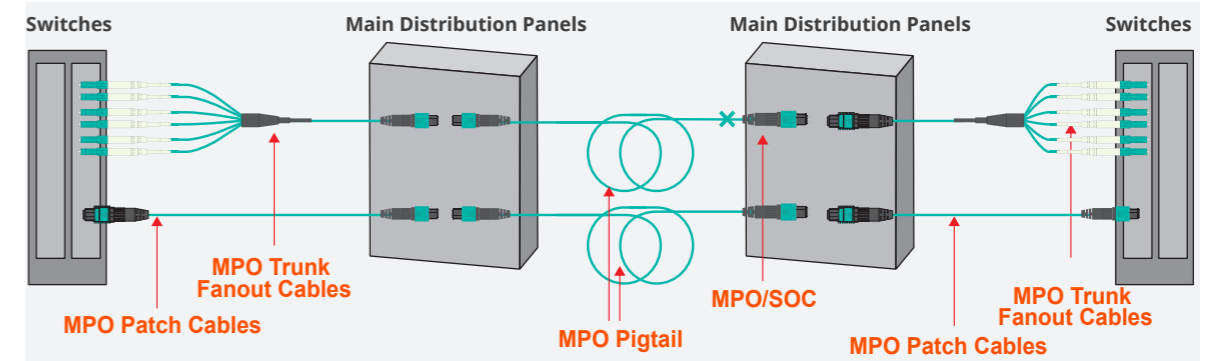 Switches
Main Distribution Panels
Main Distribution Panels
Switches
MPO Trunk
Fanout Cables
MPO Patch Cables
MPO Pigtail
MPO/SOC
MPO Patch Cables
MPO Trunk
Fanout Cables